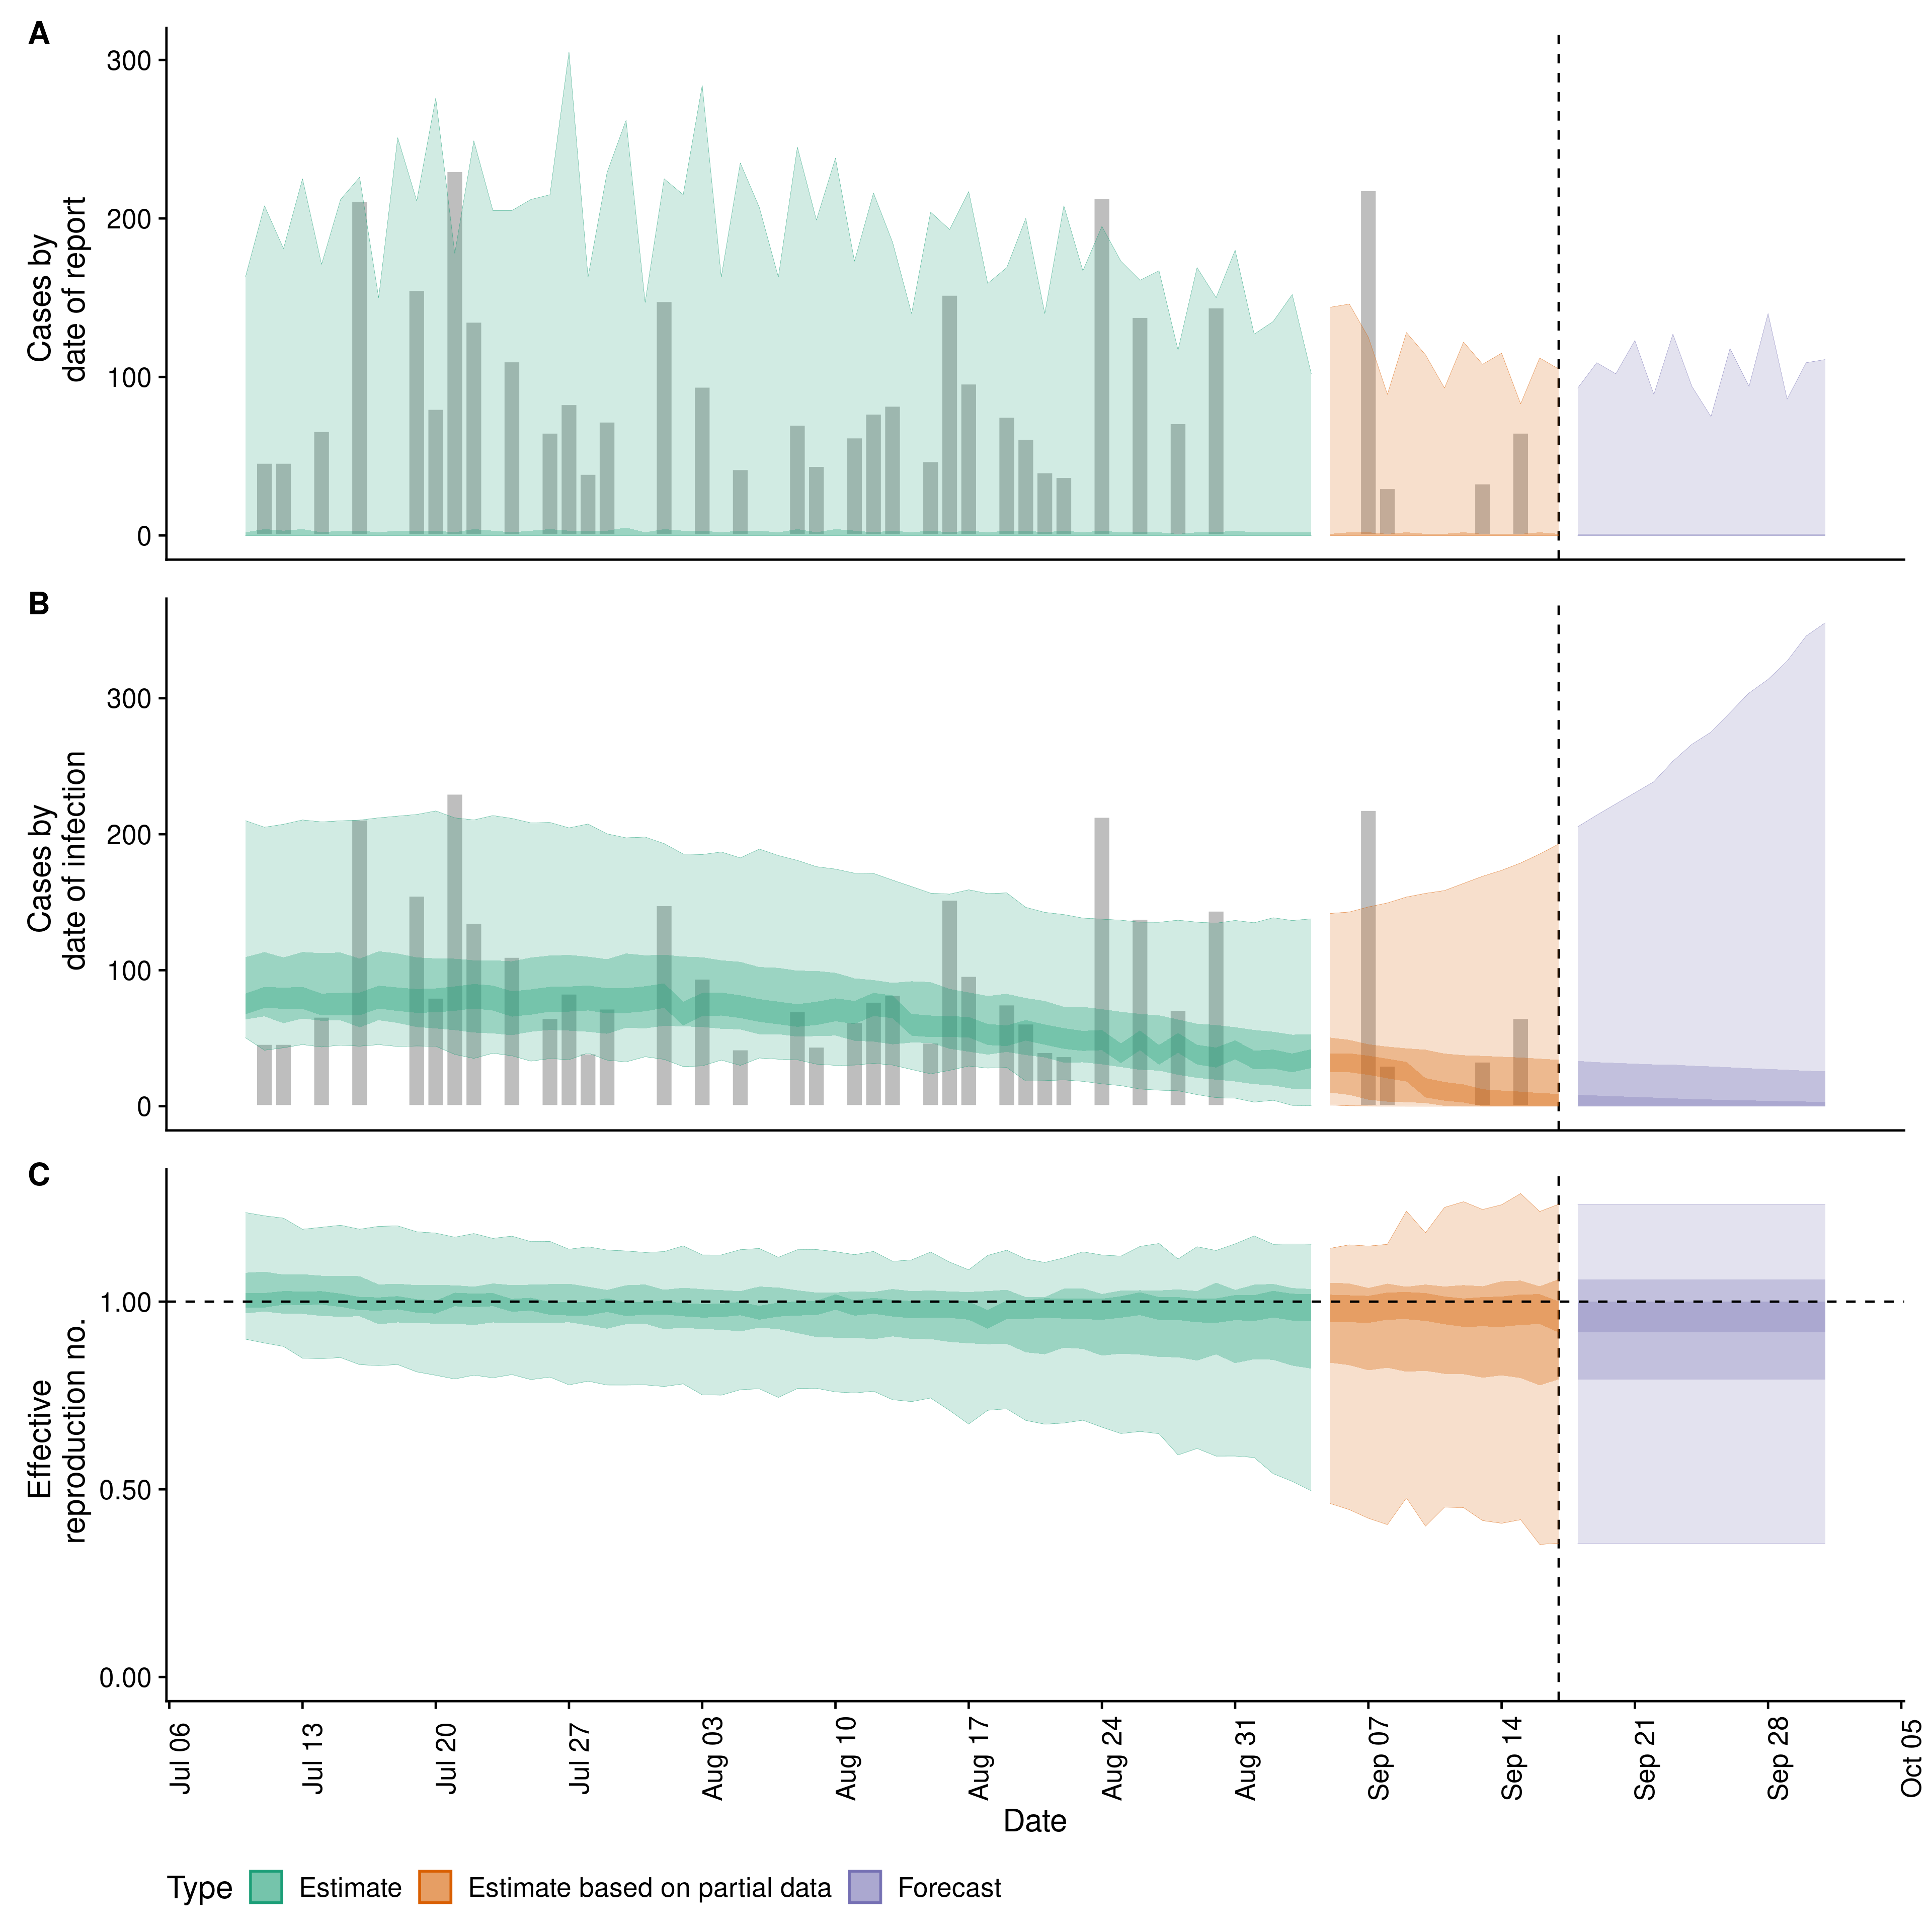 A
300
200
100
0
Cases by
date of report
B
300
200
100
0
Cases by
date of infection
C
1.00
0.50
0.00
Effective
reproduction no.
Jul 06
Jul 13
Jul 20
Jul 27
Aug 03
Aug 10
Aug 17
Aug 24
Aug 31
Sep 07
Sep 14
Sep 21
Sep 28
Oct 05
Date
Type Estimate Estimate based on partial data Forecast